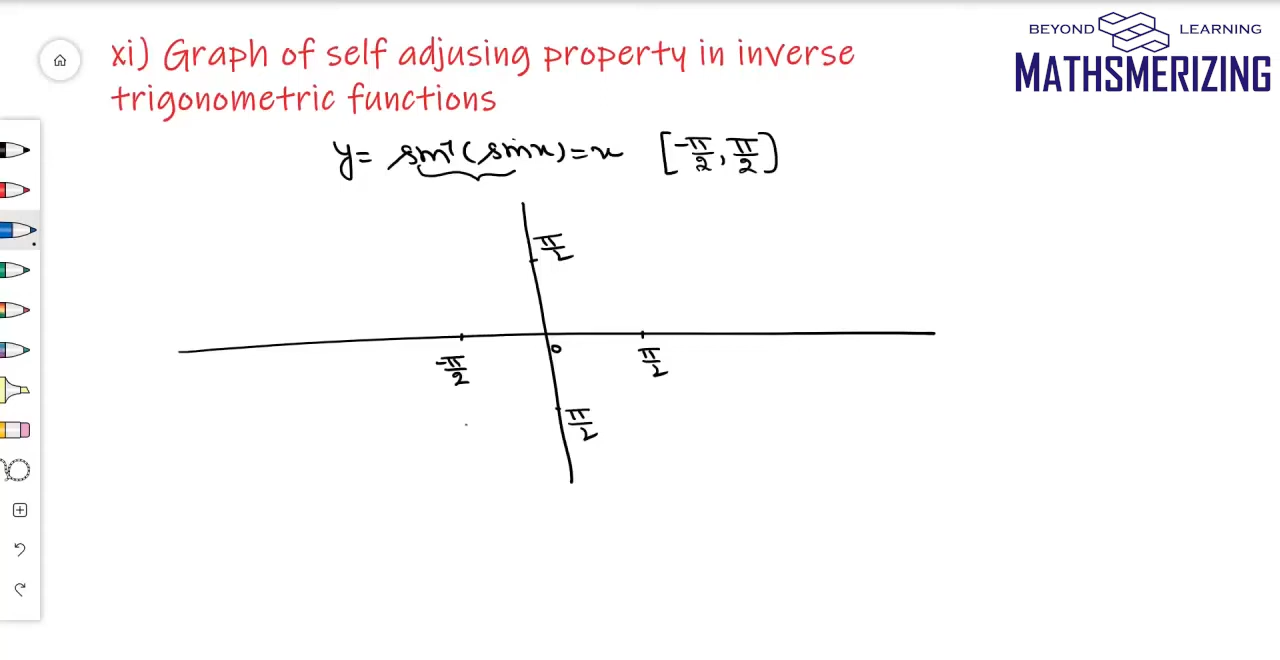 BEYOND LEARNING
MATHSMERIZING
xi) Graph of self adjusing property in inverse
trigonometric functions
y = sin⁻¹(sinx) = x [-π/2, π/2]
π/2
0
-π/2
π/2
π/2